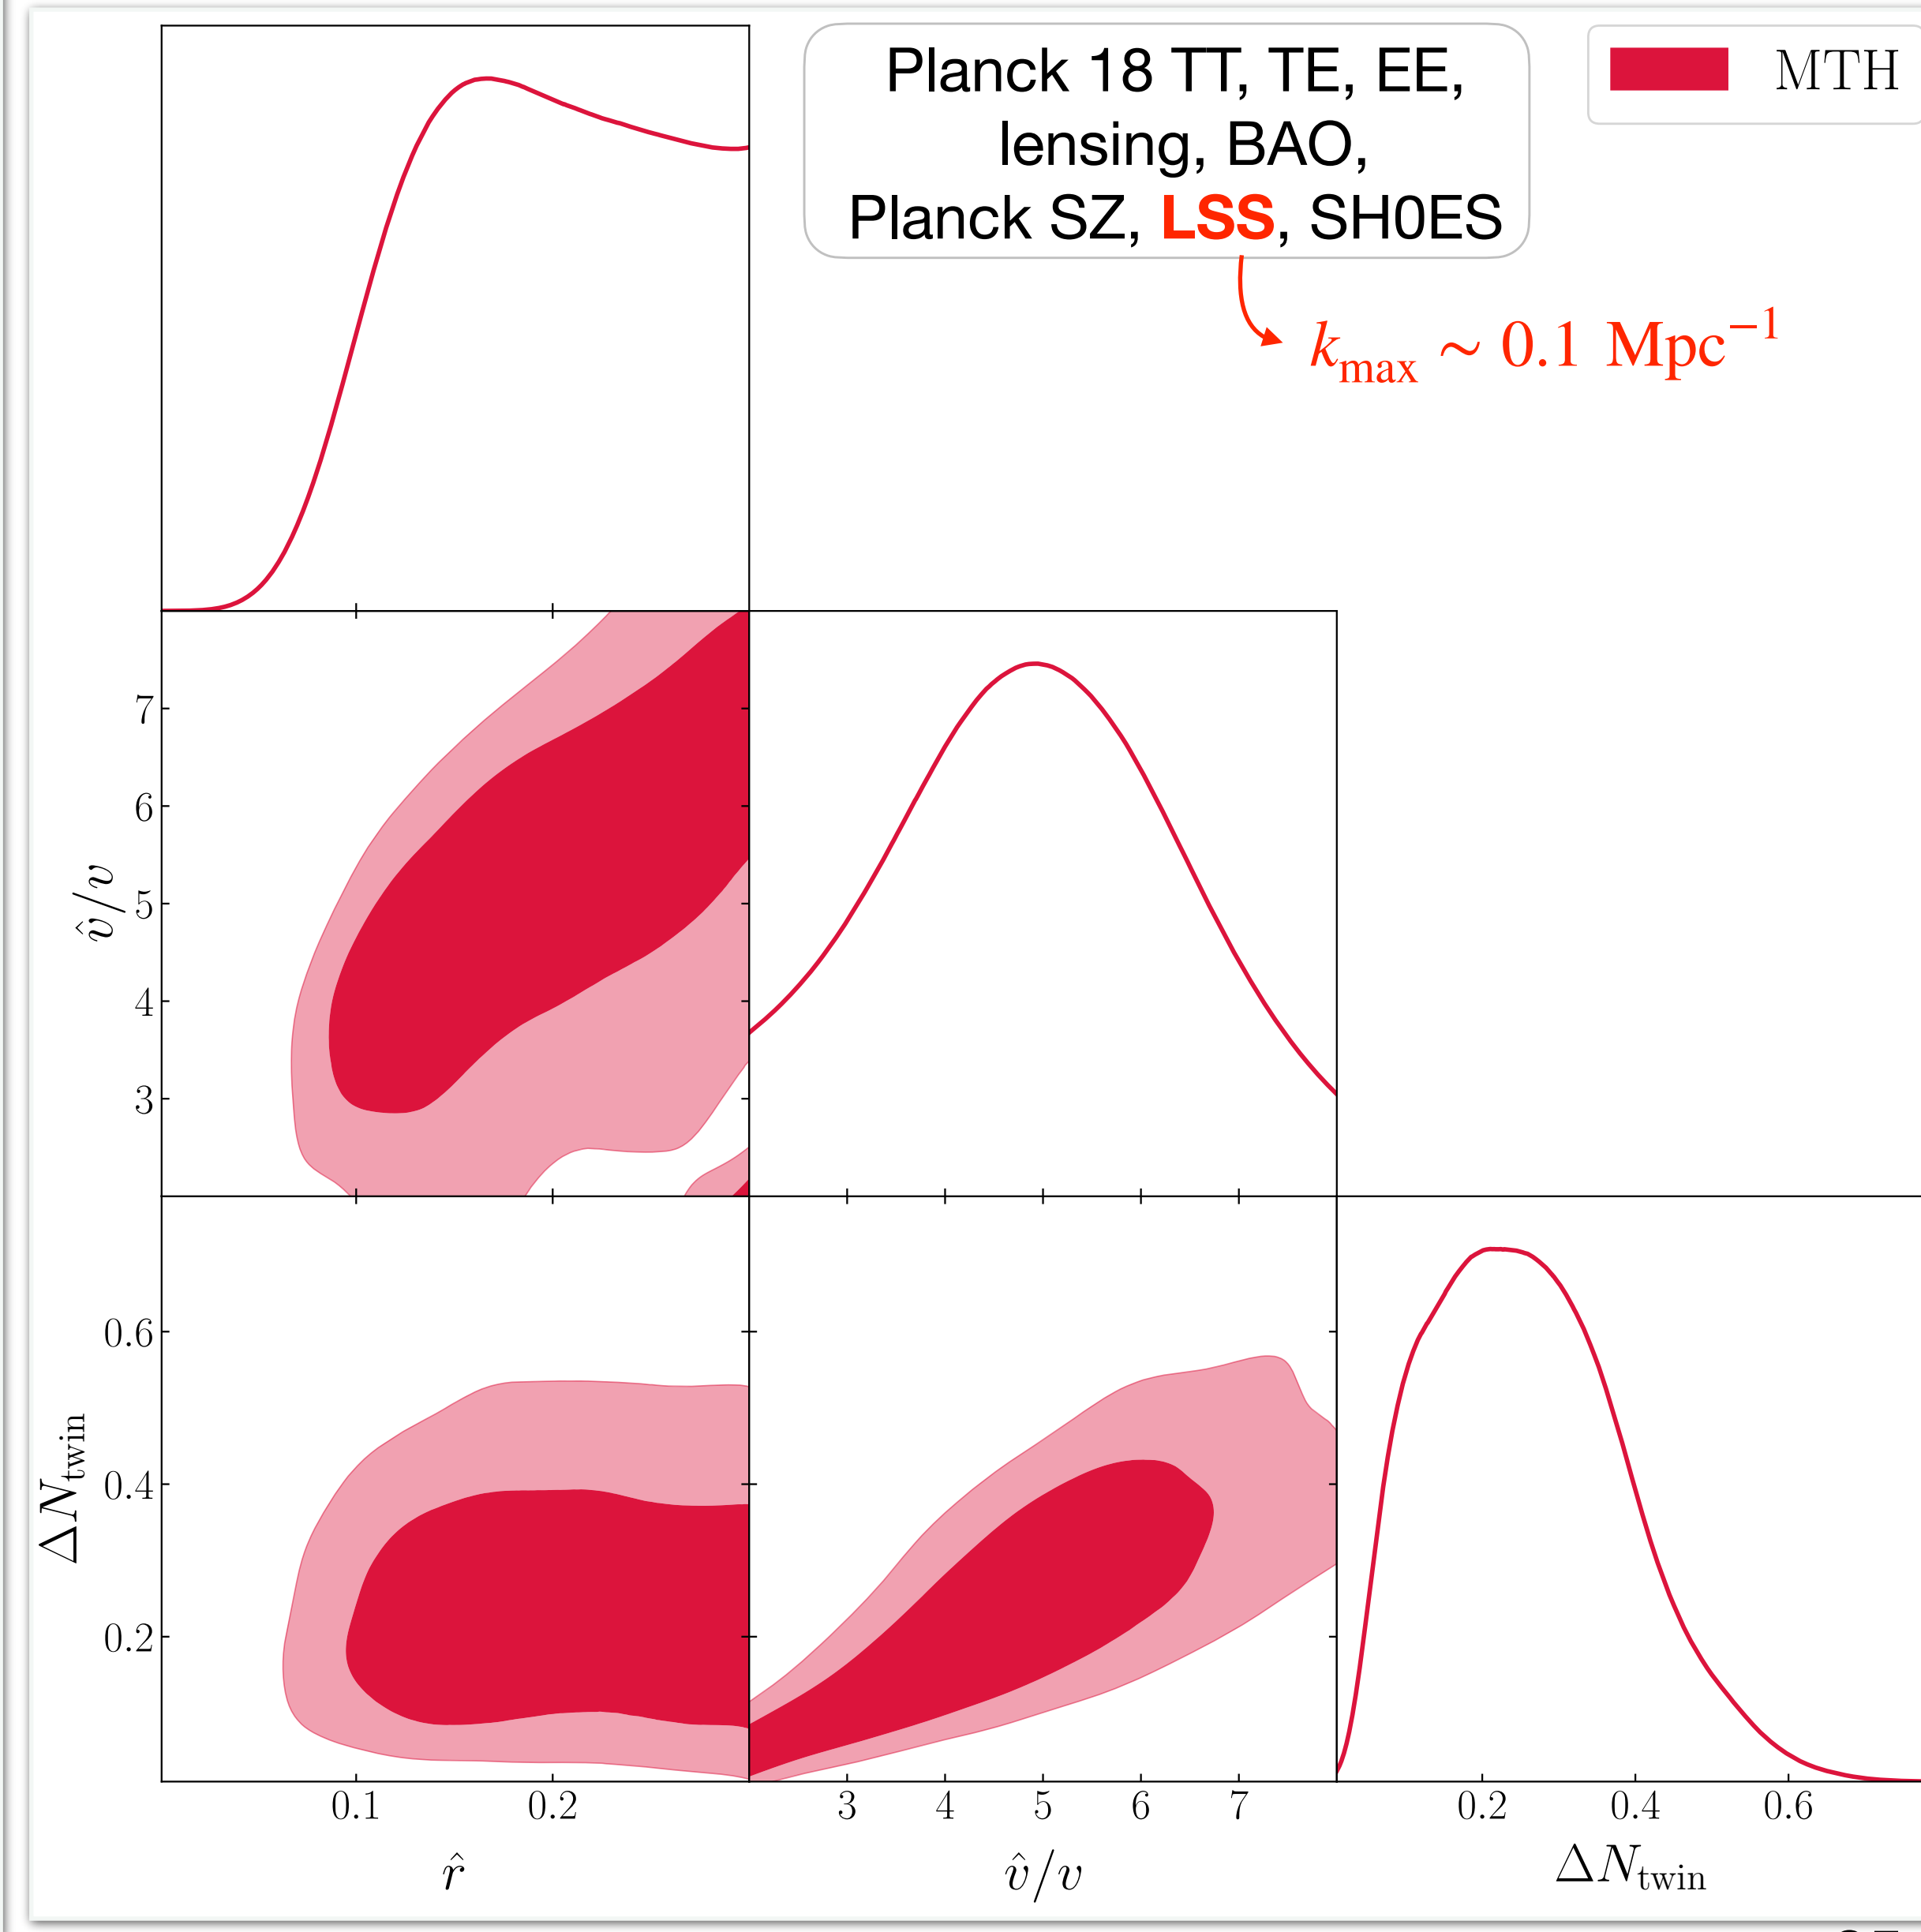 Planck 18 TT, TE, EE,
lensing, BAO,
Planck SZ, LSS, SH0ES
MTH
k_max ~ 0.1 Mpc⁻¹
7
6
5
4
3
v̂/v
0.6
0.4
0.2
ΔN_twin
0.1 0.2
3 4 5 6 7
0.2 0.4 0.6
r̂
v̂/v
ΔN_twin